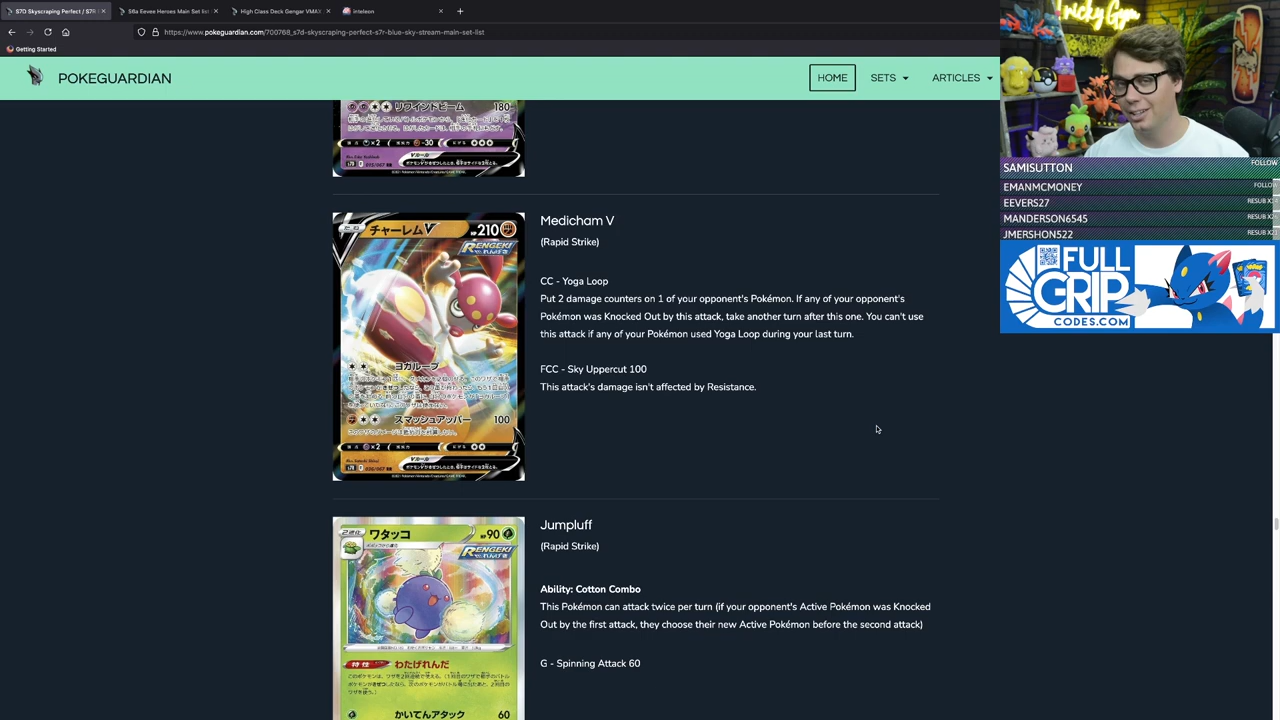 S7D Skyscraping Perfect / S7R
S6a Eevee Heroes Main Set list
High Class Deck Gengar VMAX
inteleon
https://www.pokeguardian.com/700768_s7d-skyscraping-perfect-s7r-blue-sky-stream-main-set-list
Getting Started
POKEGUARDIAN
HOME
SETS
ARTICLES
Tricky Gym
リワインドビーム 180
SAMISUTTON FOLLOW
EMANMCMONEY FOLLOW
EEVERS27
MANDERSON6545
JMERSHON522
FULL
GRIP
CODES.COM
チャーレムV HP210
RENGEKI
ヨガループ
スマッシュアッパー 100
Medicham V
(Rapid Strike)
CC - Yoga Loop
Put 2 damage counters on 1 of your opponent's Pokémon. If any of your opponent's
Pokémon was Knocked Out by this attack, take another turn after this one. You can't use
this attack if any of your Pokémon used Yoga Loop during your last turn.
FCC - Sky Uppercut 100
This attack's damage isn't affected by Resistance.
ワタッコ HP90
RENGEKI
特性 わたげれんだ
かいてんアタック 60
Jumpluff
(Rapid Strike)
Ability: Cotton Combo
This Pokémon can attack twice per turn (if your opponent's Active Pokémon was Knocked
Out by the first attack, they choose their new Active Pokémon before the second attack)
G - Spinning Attack 60